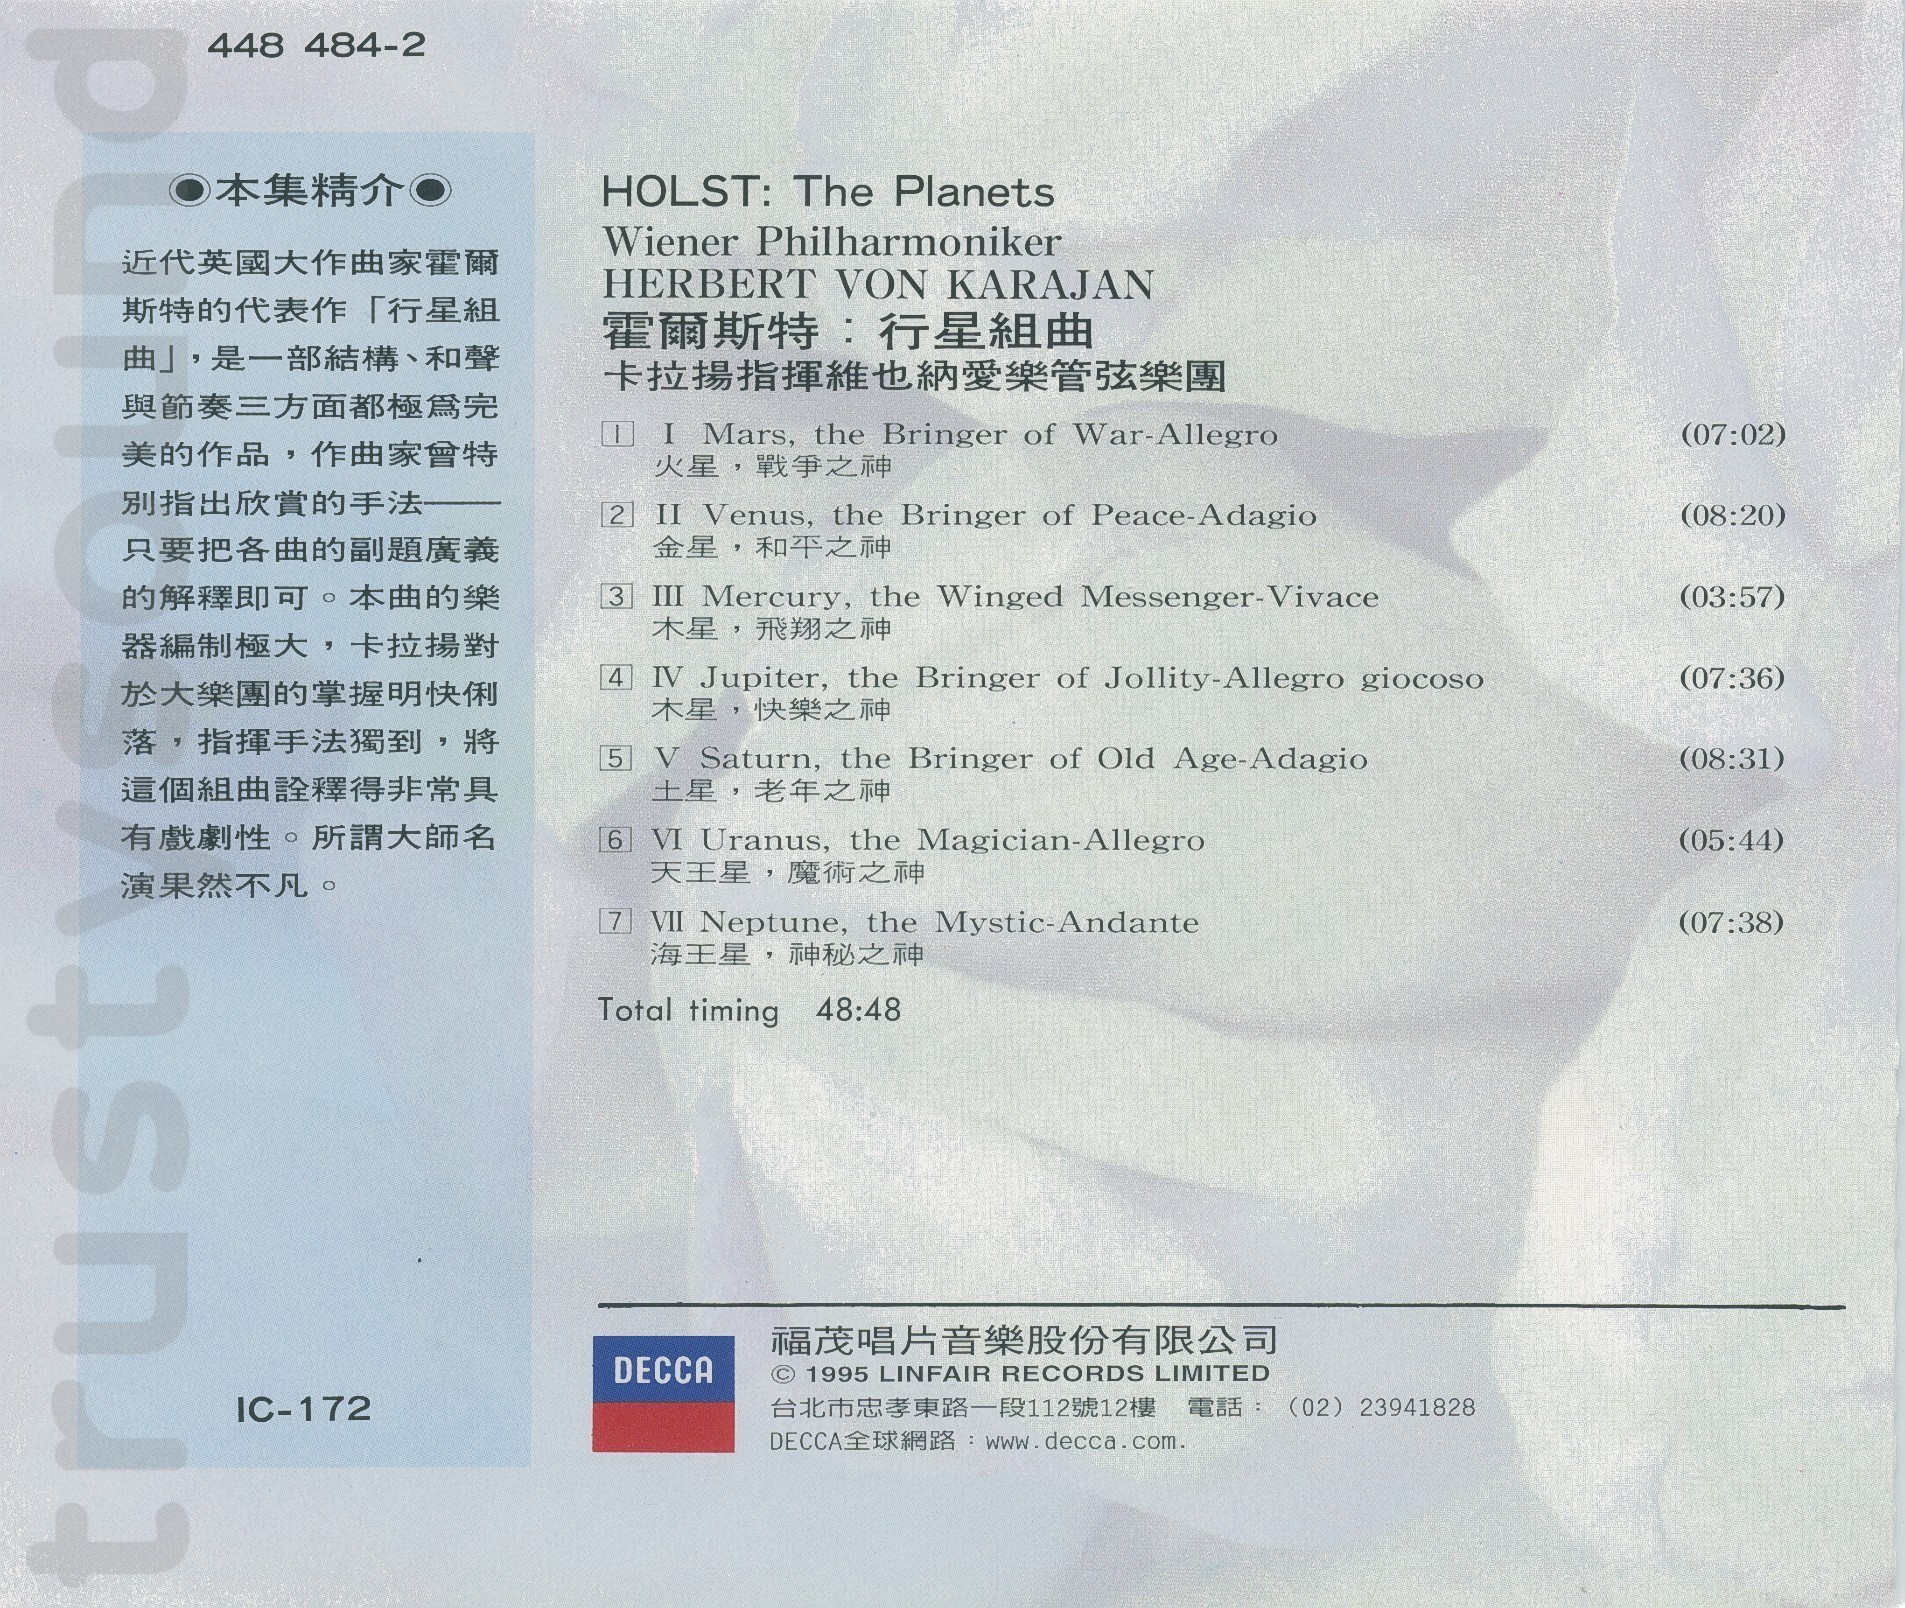 448 484-2
trust your sound
◉本集精介◉
近代英國大作曲家霍爾
斯特的代表作「行星組
曲」，是一部結構、和聲
與節奏三方面都極爲完
美的作品，作曲家曾特
別指出欣賞的手法——
只要把各曲的副題廣義
的解釋即可。本曲的樂
器編制極大，卡拉揚對
於大樂團的掌握明快俐
落，指揮手法獨到，將
這個組曲詮釋得非常具
有戲劇性。所謂大師名
演果然不凡。
IC-172
HOLST: The Planets
Wiener Philharmoniker
HERBERT VON KARAJAN
霍爾斯特：行星組曲
卡拉揚指揮維也納愛樂管弦樂團
1 I Mars, the Bringer of War-Allegro (07:02)
火星，戰爭之神
2 II Venus, the Bringer of Peace-Adagio (08:20)
金星，和平之神
3 III Mercury, the Winged Messenger-Vivace (03:57)
木星，飛翔之神
4 IV Jupiter, the Bringer of Jollity-Allegro giocoso (07:36)
木星，快樂之神
5 V Saturn, the Bringer of Old Age-Adagio (08:31)
土星，老年之神
6 VI Uranus, the Magician-Allegro (05:44)
天王星，魔術之神
7 VII Neptune, the Mystic-Andante (07:38)
海王星，神秘之神
Total timing 48:48
DECCA
福茂唱片音樂股份有限公司
© 1995 LINFAIR RECORDS LIMITED
台北市忠孝東路一段112號12樓 電話：（02）23941828
DECCA全球網路：www.decca.com.